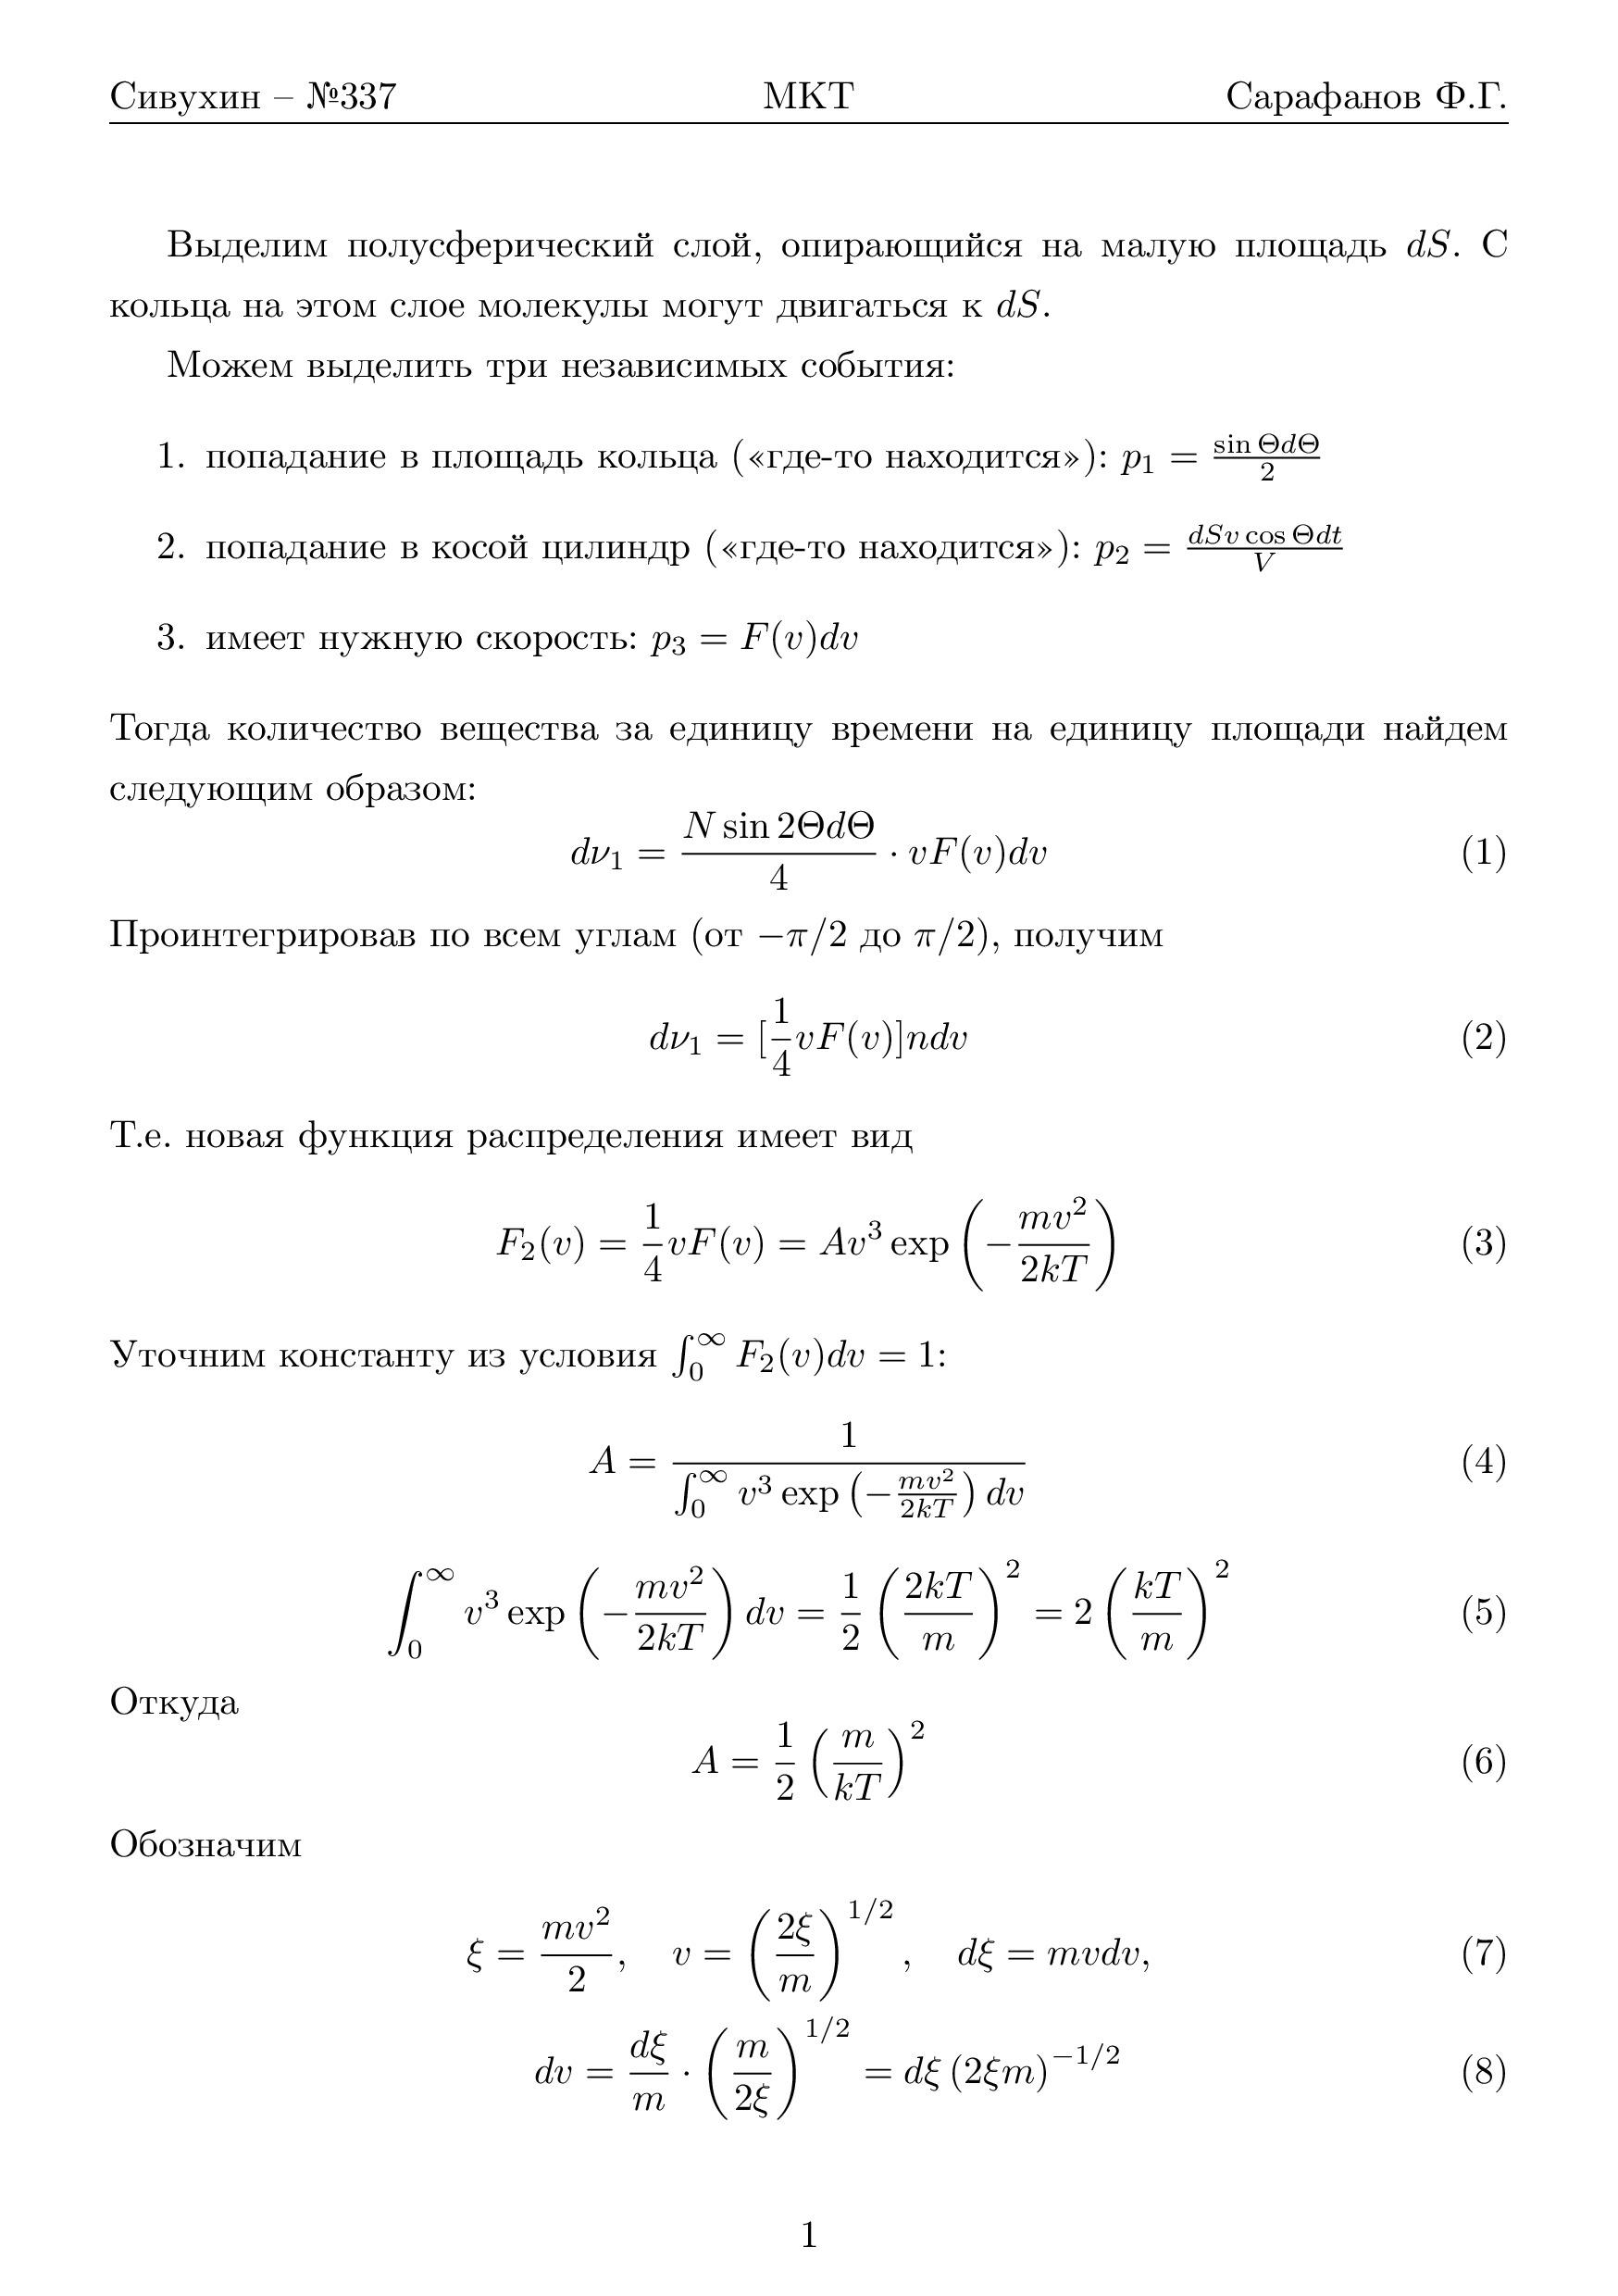 Сивухин – №337 МКТ Сарафанов Ф.Г.
Выделим полусферический слой, опирающийся на малую площадь dS. С
кольца на этом слое молекулы могут двигаться к dS.
Можем выделить три независимых события:
1. попадание в площадь кольца («где-то находится»): $p_1 = \frac{\sin \Theta d\Theta}{2}$
2. попадание в косой цилиндр («где-то находится»): $p_2 = \frac{dSv \cos \Theta dt}{V}$
3. имеет нужную скорость: $p_3 = F(v)dv$
Тогда количество вещества за единицу времени на единицу площади найдем
следующим образом:
$d\nu_1 = \frac{N \sin 2\Theta d\Theta}{4} \cdot vF(v)dv$ (1)
Проинтегрировав по всем углам (от $-\pi/2$ до $\pi/2$), получим
$d\nu_1 = [\frac{1}{4}vF(v)]ndv$ (2)
Т.е. новая функция распределения имеет вид
$F_2(v) = \frac{1}{4}vF(v) = Av^3 \exp\left(-\frac{mv^2}{2kT}\right)$ (3)
Уточним константу из условия $\int_0^\infty F_2(v)dv = 1$:
$A = \frac{1}{\int_0^\infty v^3 \exp\left(-\frac{mv^2}{2kT}\right) dv}$ (4)
$\int_0^\infty v^3 \exp\left(-\frac{mv^2}{2kT}\right) dv = \frac{1}{2}\left(\frac{2kT}{m}\right)^2 = 2\left(\frac{kT}{m}\right)^2$ (5)
Откуда
$A = \frac{1}{2}\left(\frac{m}{kT}\right)^2$ (6)
Обозначим
$\xi = \frac{mv^2}{2}, \quad v = \left(\frac{2\xi}{m}\right)^{1/2}, \quad d\xi = mvdv,$ (7)
$dv = \frac{d\xi}{m} \cdot \left(\frac{m}{2\xi}\right)^{1/2} = d\xi \left(2\xi m\right)^{-1/2}$ (8)
1